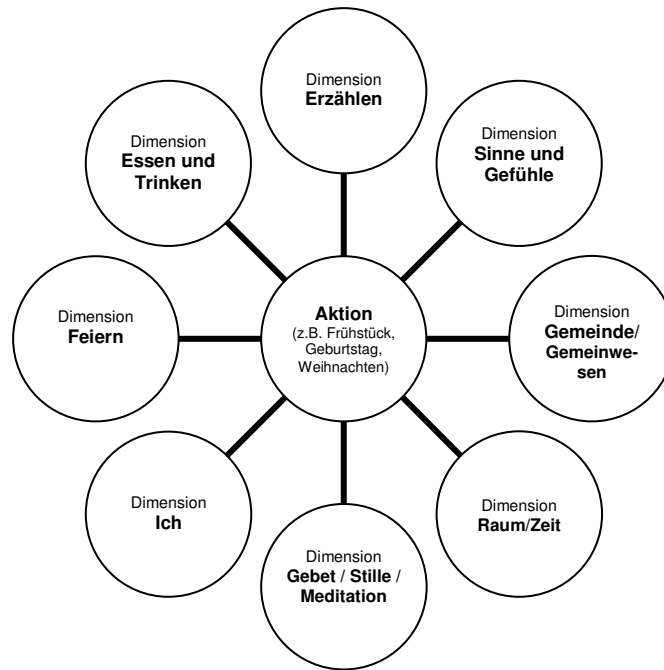 Dimension
Erzählen
Dimension
Essen und
Trinken
Dimension
Sinne und
Gefühle
Dimension
Feiern
Aktion
(z.B. Frühstück,
Geburtstag,
Weihnachten)
Dimension
Gemeinde/
Gemeinwe-
sen
Dimension
Ich
Dimension
Raum/Zeit
Dimension
Gebet / Stille /
Meditation